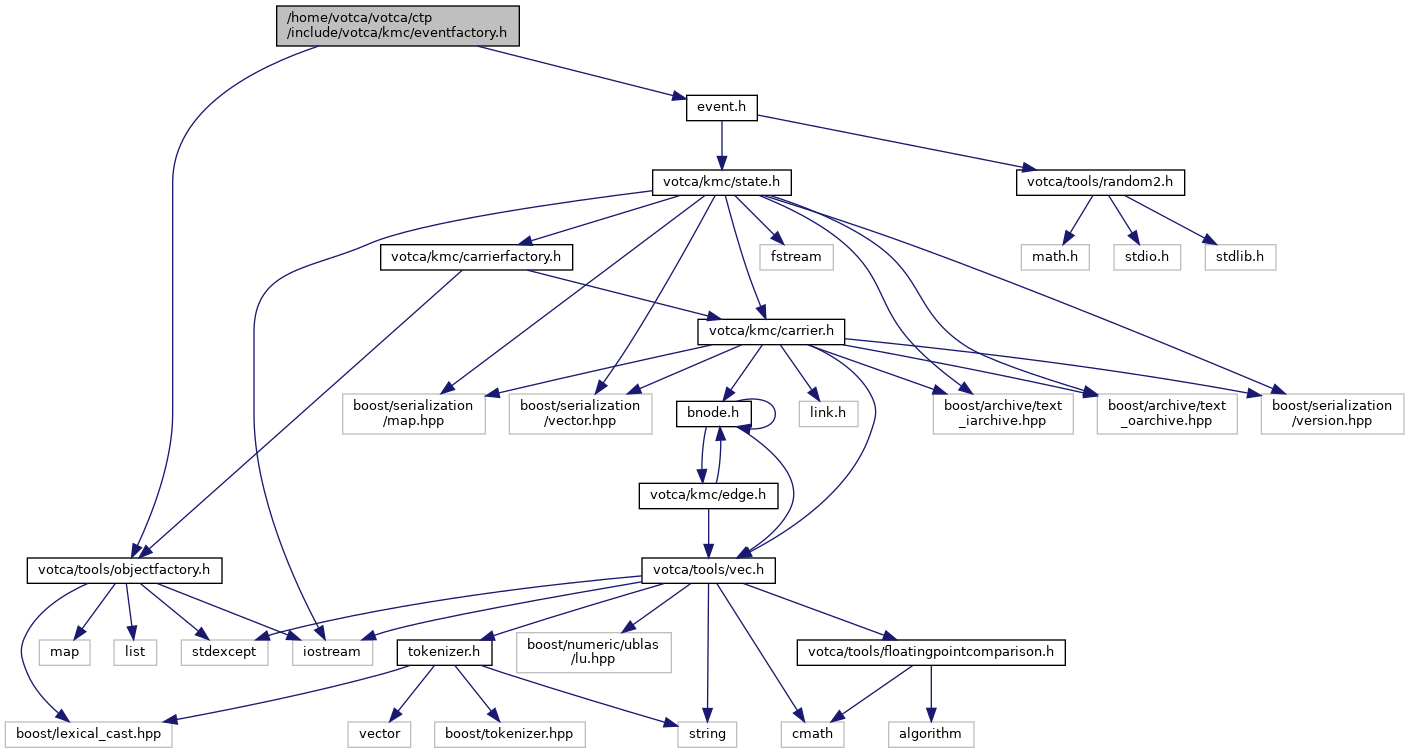 /home/votca/votca/ctp
/include/votca/kmc/eventfactory.h
event.h
votca/kmc/state.h
votca/tools/random2.h
votca/kmc/carrierfactory.h
fstream
math.h
stdio.h
stdlib.h
votca/kmc/carrier.h
boost/serialization
/map.hpp
boost/serialization
/vector.hpp
bnode.h
link.h
boost/archive/text
_iarchive.hpp
boost/archive/text
_oarchive.hpp
boost/serialization
/version.hpp
votca/kmc/edge.h
votca/tools/objectfactory.h
votca/tools/vec.h
map
list
stdexcept
iostream
tokenizer.h
boost/numeric/ublas
/lu.hpp
votca/tools/floatingpointcomparison.h
boost/lexical_cast.hpp
vector
boost/tokenizer.hpp
string
cmath
algorithm